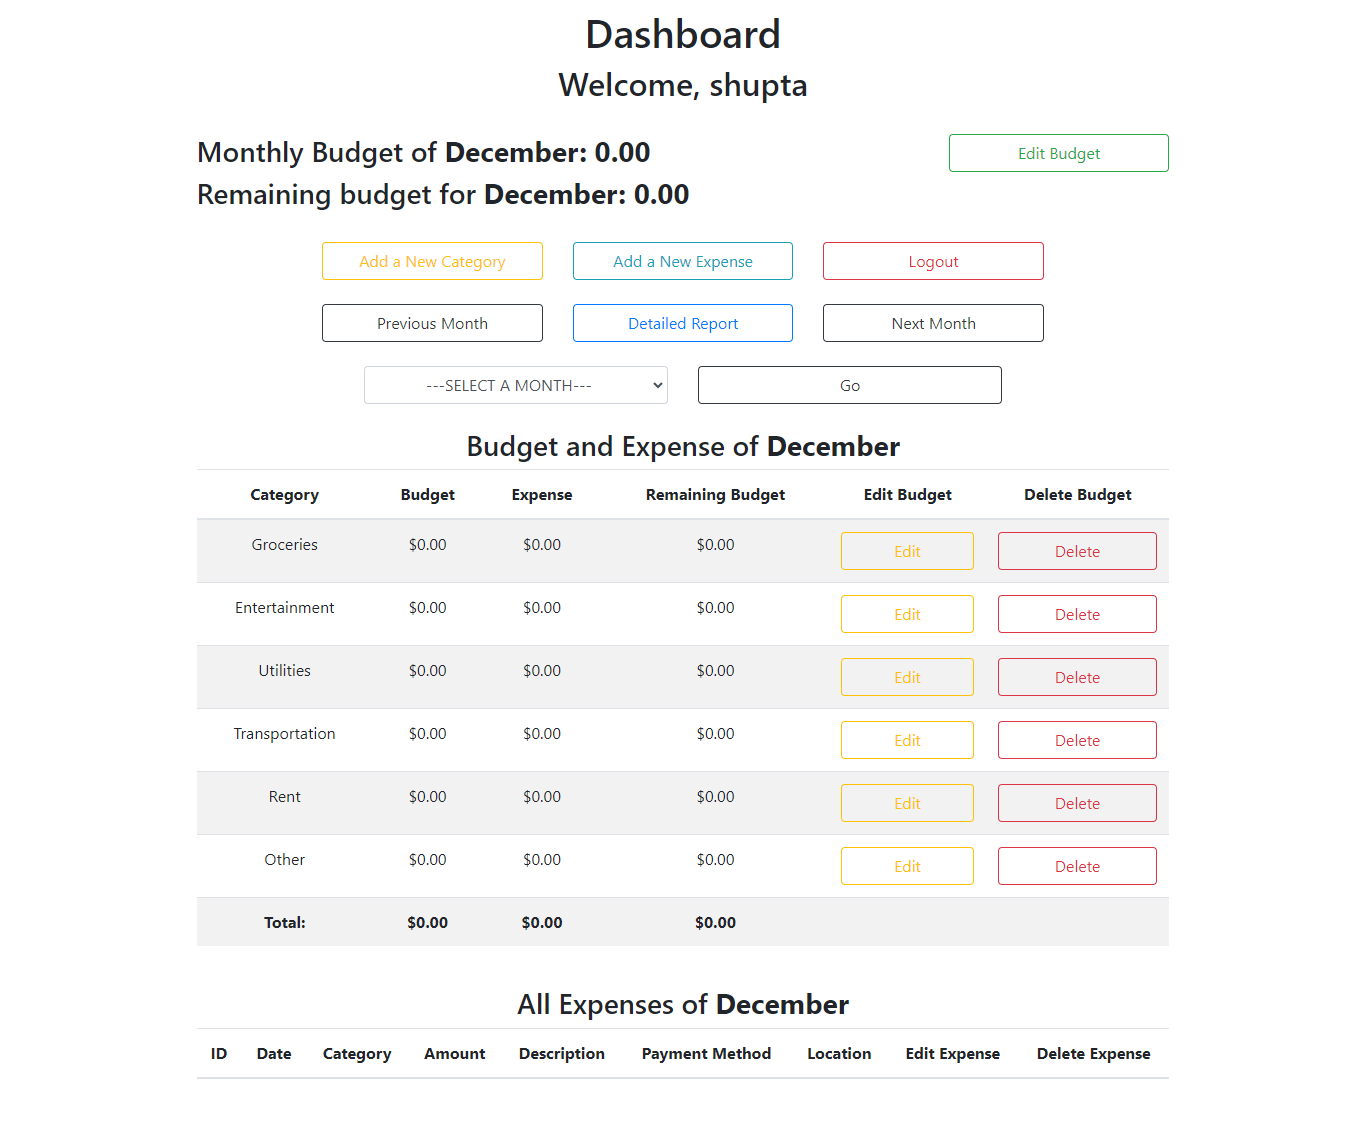 Dashboard
Welcome, shupta
Monthly Budget of December: 0.00
Edit Budget
Remaining budget for December: 0.00
Add a New Category Add a New Expense Logout
Previous Month Detailed Report Next Month
---SELECT A MONTH--- Go
Budget and Expense of December
Category Budget Expense Remaining Budget Edit Budget Delete Budget
Groceries $0.00 $0.00 $0.00 Edit Delete
Entertainment $0.00 $0.00 $0.00 Edit Delete
Utilities $0.00 $0.00 $0.00 Edit Delete
Transportation $0.00 $0.00 $0.00 Edit Delete
Rent $0.00 $0.00 $0.00 Edit Delete
Other $0.00 $0.00 $0.00 Edit Delete
Total: $0.00 $0.00 $0.00
All Expenses of December
ID Date Category Amount Description Payment Method Location Edit Expense Delete Expense